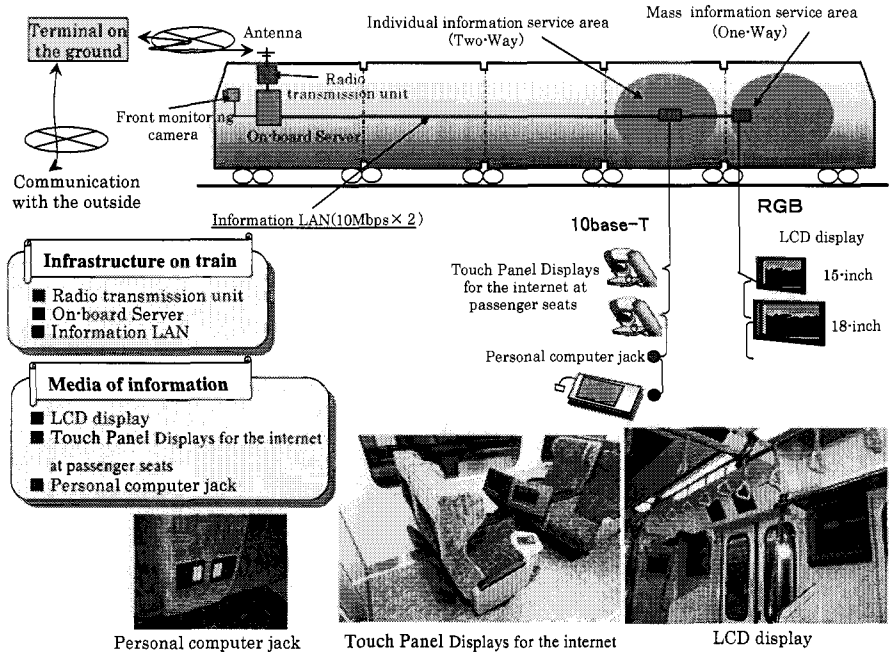 Terminal on
the ground
Antenna
Individual information service area
(Two-Way)
Mass information service area
(One-Way)
Radio
transmission unit
Front monitoring
camera
On-board Server
Communication
with the outside
Information LAN(10Mbps×2)
10base-T
RGB
LCD display
Touch Panel Displays
for the internet at
passenger seats
15-inch
18-inch
Personal computer jack
Infrastructure on train
Radio transmission unit
On-board Server
Information LAN
Media of information
LCD display
Touch Panel Displays for the internet
at passenger seats
Personal computer jack
Personal computer jack
Touch Panel Displays for the internet
LCD display